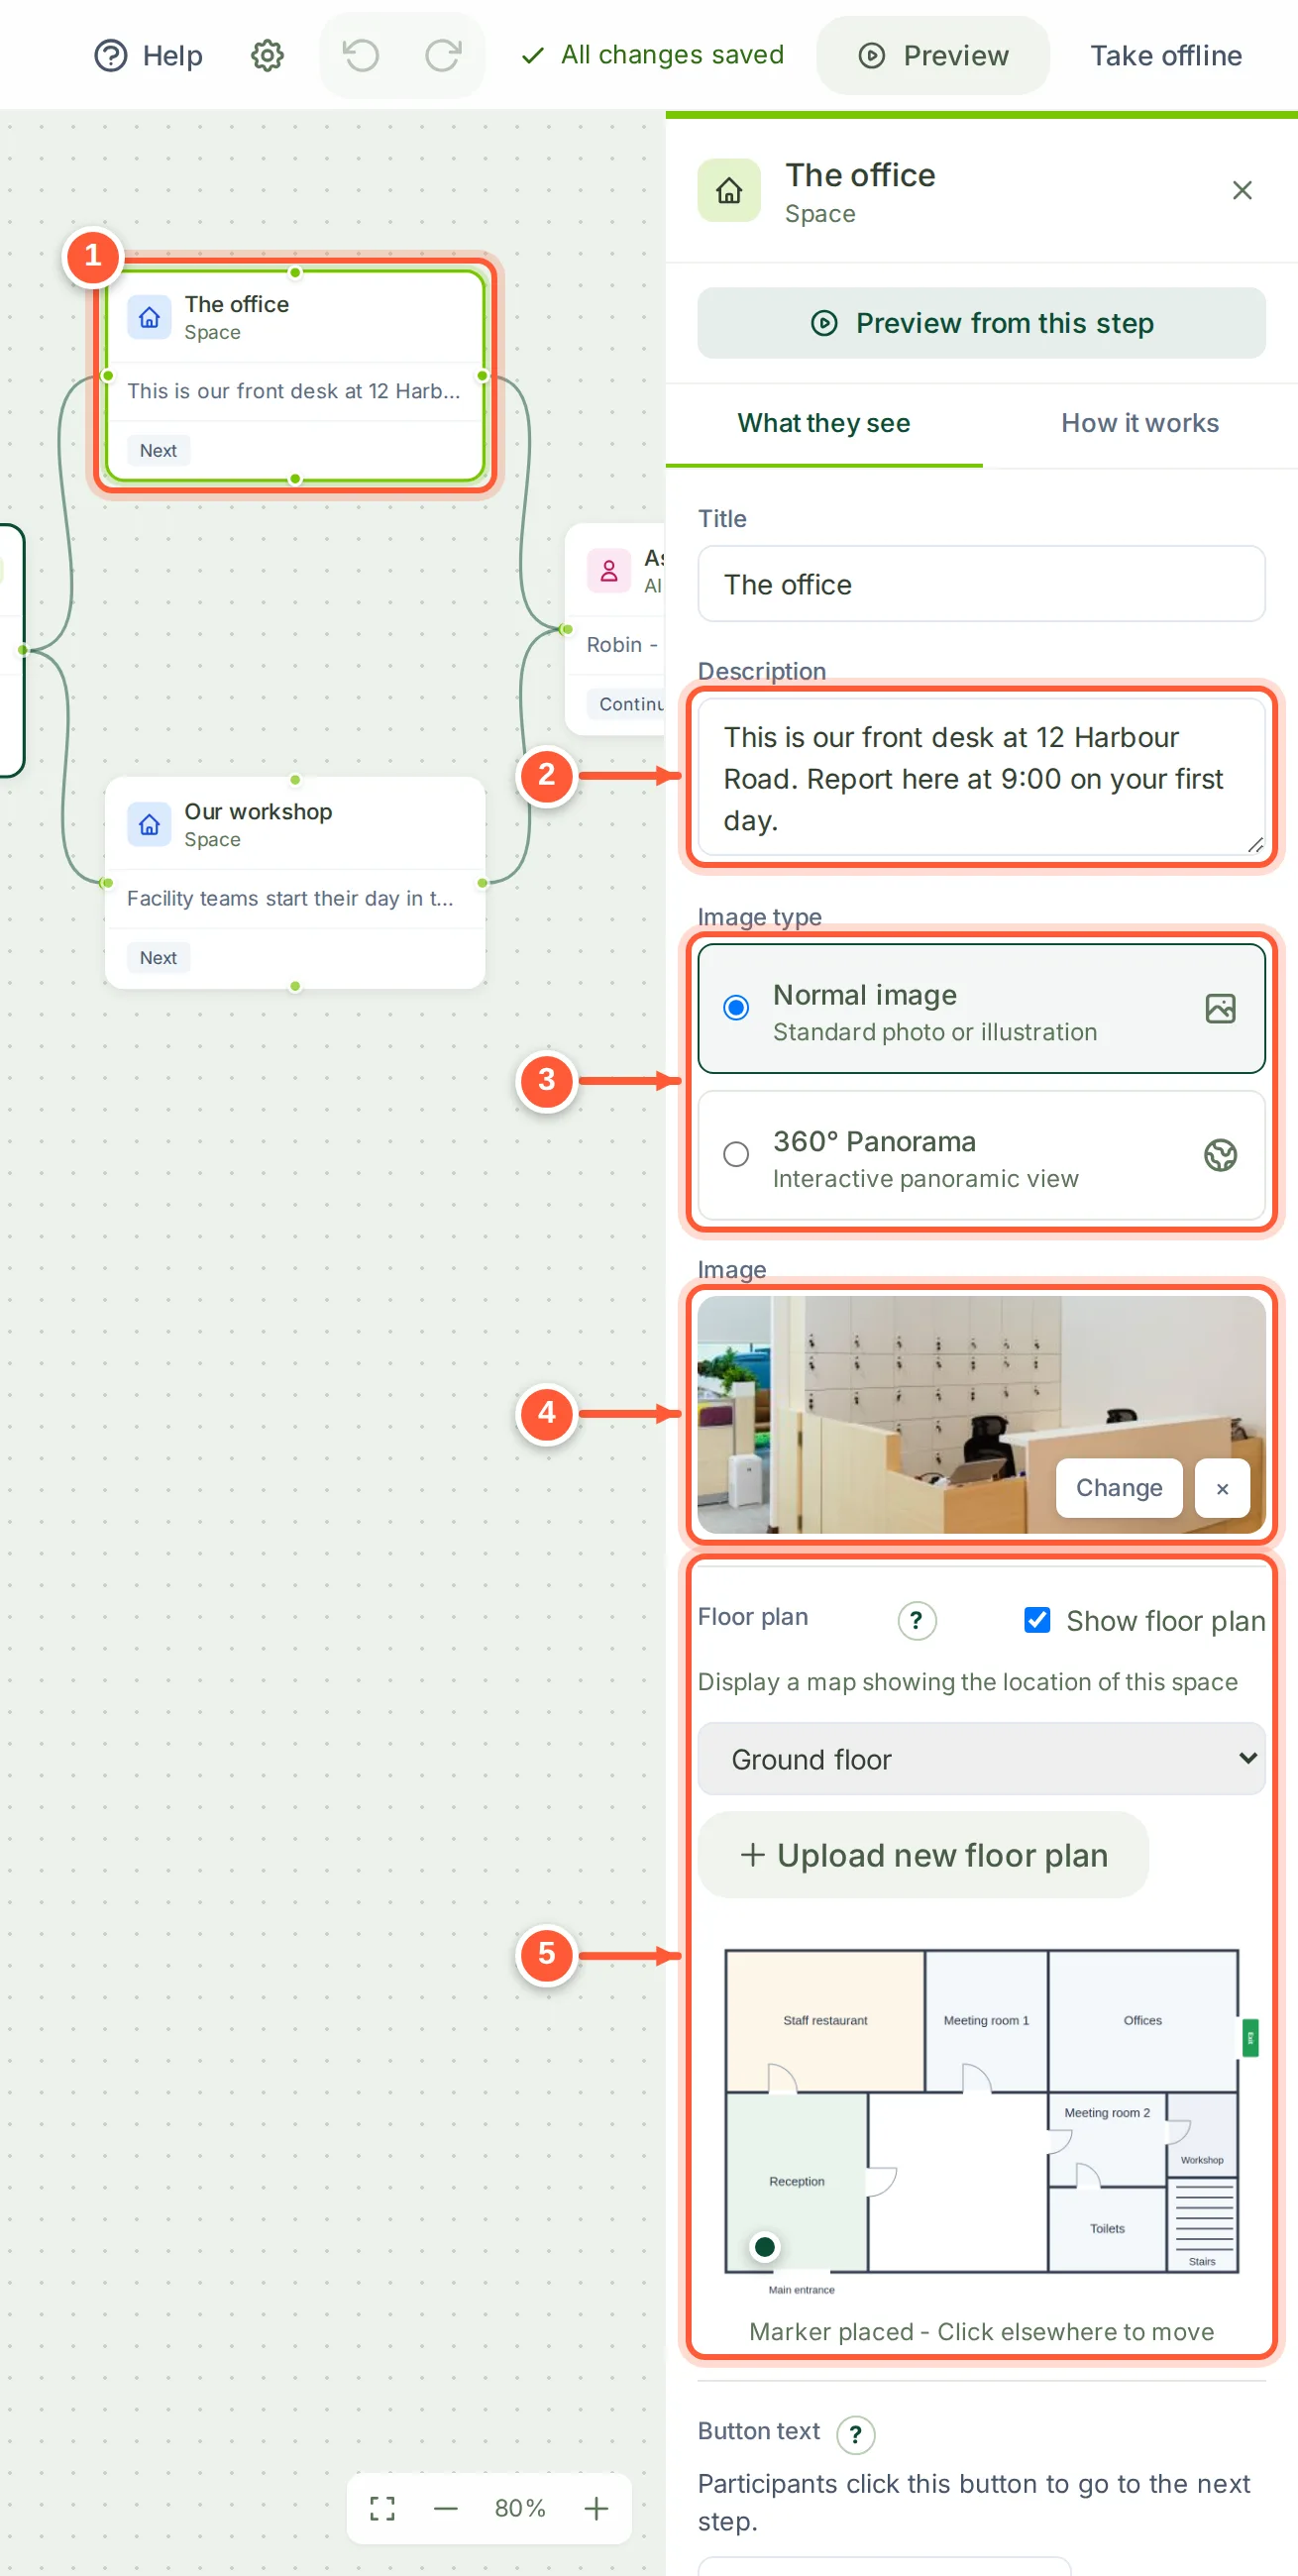 Help
All changes saved
Preview
Take offline
The office
Space
Preview from this step
What they see
How it works
Title
The office
Description
This is our front desk at 12 Harbour
Road. Report here at 9:00 on your first
day.
Image type
Normal image
Standard photo or illustration
360° Panorama
Interactive panoramic view
Image
Change
Floor plan
?
Show floor plan
Display a map showing the location of this space
Ground floor
+ Upload new floor plan
Staff restaurant
Meeting room 1
Offices
Exit
Meeting room 2
Workshop
Reception
Toilets
Stairs
Main entrance
Marker placed - Click elsewhere to move
Button text
?
Participants click this button to go to the next
step.
1
The office
Space
This is our front desk at 12 Harb...
Next
AI
Robin -
Our workshop
Space
Facility teams start their day in t...
Next
2
3
4
5
80%